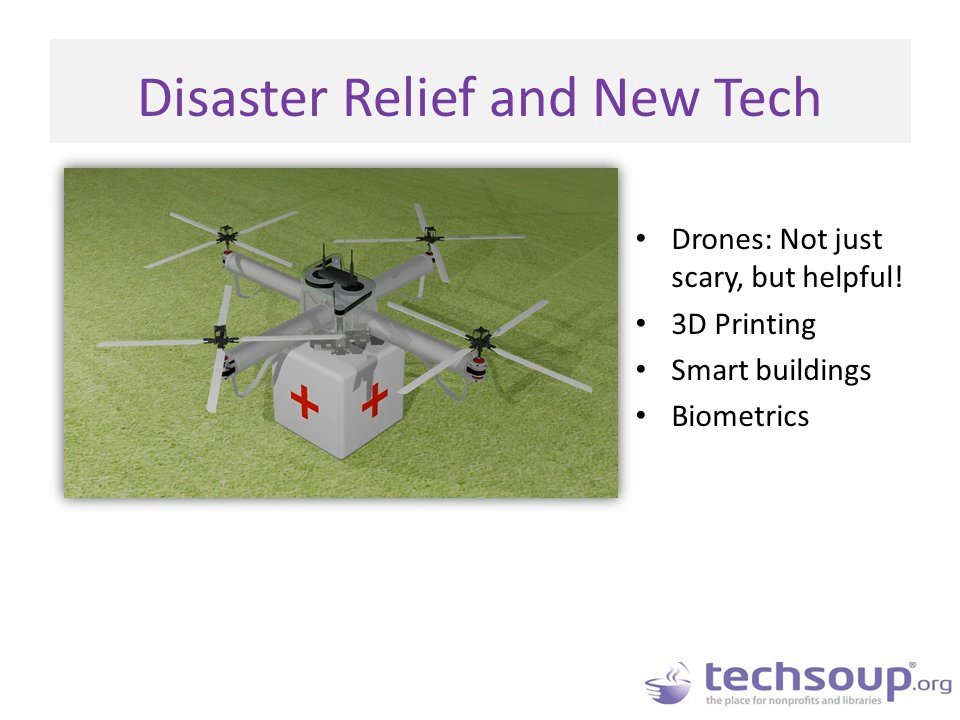 Disaster Relief and New Tech
• Drones: Not just
scary, but helpful!
• 3D Printing
• Smart buildings
• Biometrics
techsoup®.org
the place for nonprofits and libraries